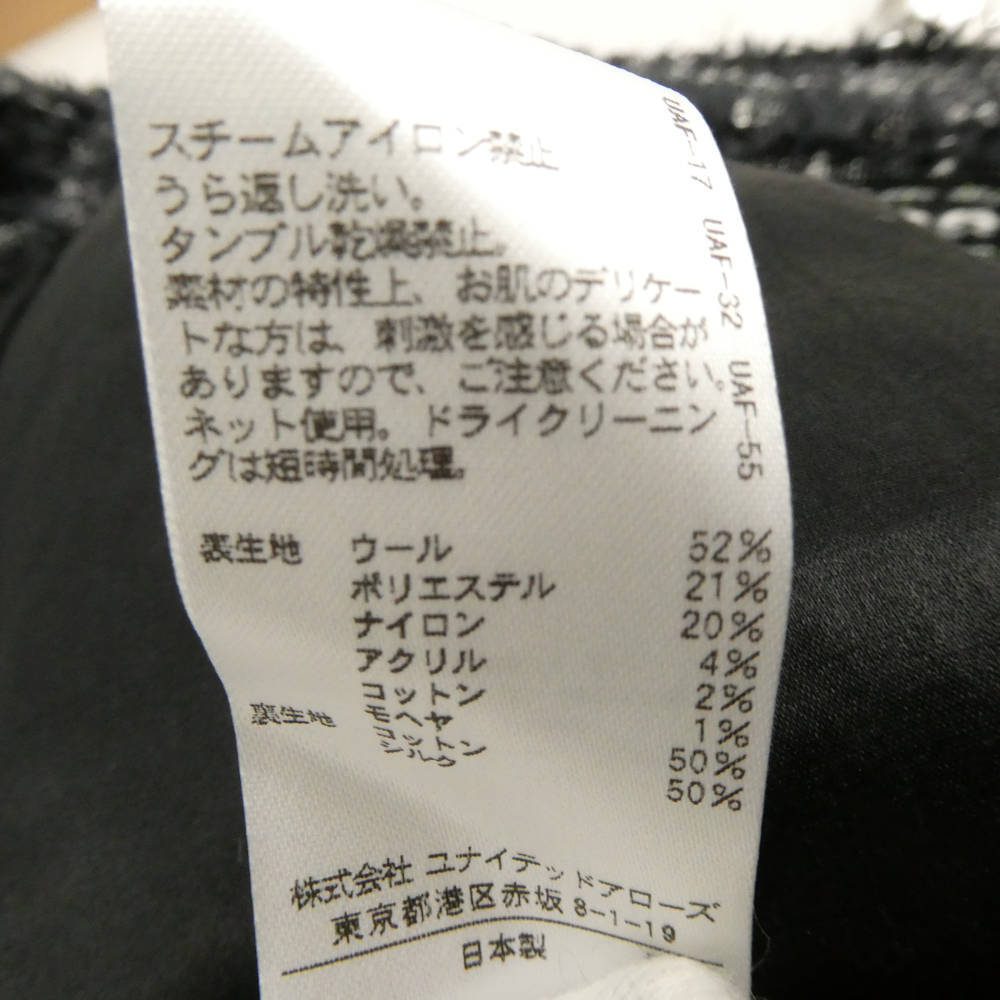 スチームアイロン禁止
うら返し洗い。
タンブル乾燥禁止。
素材の特性上、お肌のデリケー
トな方は、刺激を感じる場合が
ありますので、ご注意ください。
ネット使用。ドライクリーニン
グは短時間処理。
UAF-17 UAF-32 UAF-55
表生地 ウール 52%
ポリエステル 21%
ナイロン 20%
アクリル 4%
コットン 2%
モヘヤ 1%
裏生地 コットン 50%
シルク 50%
株式会社 ユナイテッドアローズ
東京都港区赤坂 8-1-19
日本製